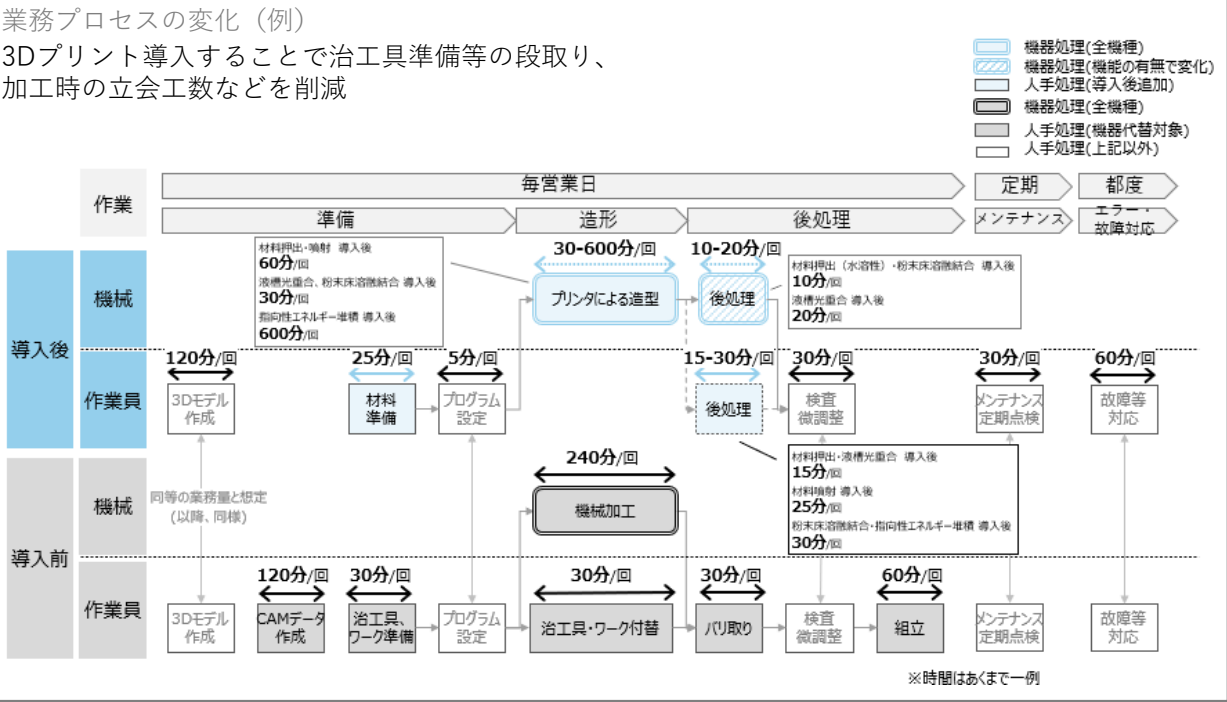 業務プロセスの変化（例）
3Dプリント導入することで治工具準備等の段取り、
加工時の立会工数などを削減
機器処理(全機種)
機器処理(機能の有無で変化)
人手処理(導入後追加)
機器処理(全機種)
人手処理(機器代替対象)
人手処理(上記以外)
作業
毎営業日
定期
都度
準備
造形
後処理
メンテナンス
エラー・
故障対応
導入後
機械
材料押出・噴射 導入後
60分/回
液槽光重合、粉末床溶融結合 導入後
30分/回
指向性エネルギー堆積 導入後
600分/回
30-600分/回
プリンタによる造型
10-20分/回
後処理
材料押出（水溶性）・粉末床溶融結合 導入後
10分/回
液槽光重合 導入後
20分/回
作業員
120分/回
3Dモデル
作成
25分/回
材料
準備
5分/回
プログラム
設定
15-30分/回
後処理
30分/回
検査
微調整
30分/回
メンテナンス
定期点検
60分/回
故障等
対応
材料押出・液槽光重合 導入後
15分/回
材料噴射 導入後
25分/回
粉末床溶融結合・指向性エネルギー堆積 導入後
30分/回
導入前
機械
同等の業務量と想定
(以降、同様)
240分/回
機械加工
作業員
3Dモデル
作成
120分/回
CAMデータ
作成
30分/回
治工具、
ワーク準備
プログラム
設定
30分/回
治工具・ワーク付替
30分/回
バリ取り
検査
微調整
60分/回
組立
メンテナンス
定期点検
故障等
対応
※時間はあくまで一例